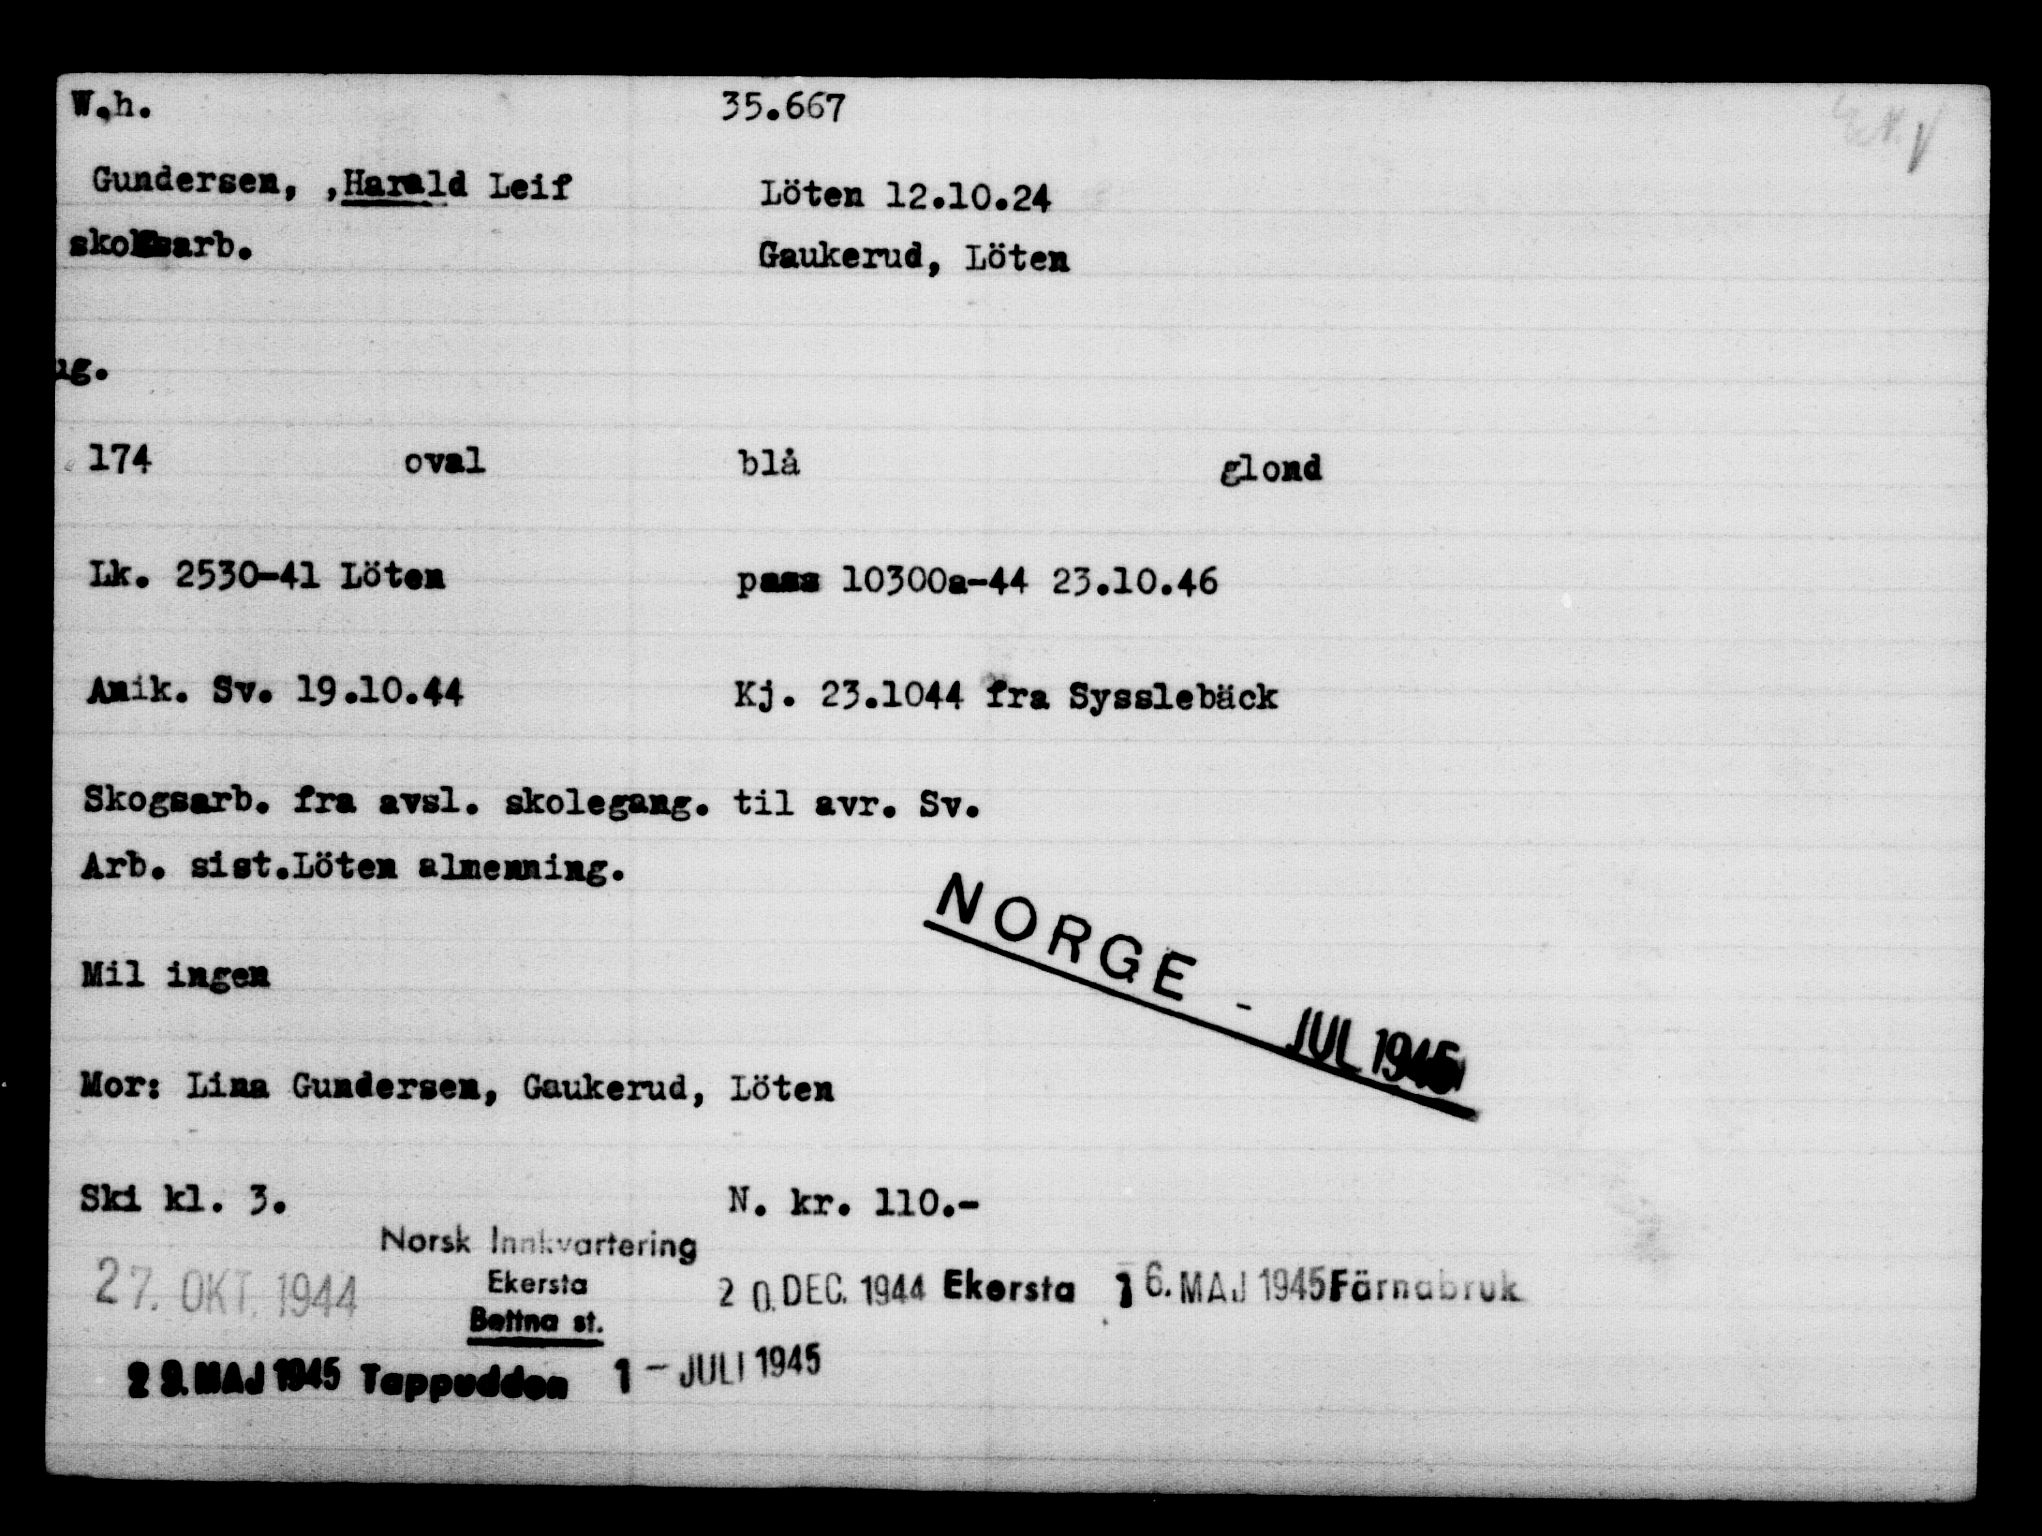 W.h. 35.667
Gundersen, ,Harald Leif Löten 12.10.24
skogsarb. Gaukerud, Löten
ug.
174 oval blå glond
Lk. 2530-41 Löten pass 10300a-44 23.10.46
Anik. Sv. 19.10.44 Kj. 23.1044 fra Sysslebäck
Skogsarb. fra avsl. skolegang. til avr. Sv.
Arb. sist.Löten almenning.
NORGE - JUL 1945
Mil ingen
Mor: Lina Gundersen, Gaukerud, Löten
Ski kl. 3. N. kr. 110.-
Norsk Innkvartering
Ekersta
Bettna st.
27. OKT. 1944
20. DEC. 1944 Ekersta 16. MAJ 1945 Färnabruk
29. MAJ 1945 Tappudden 1 - JULI 1945